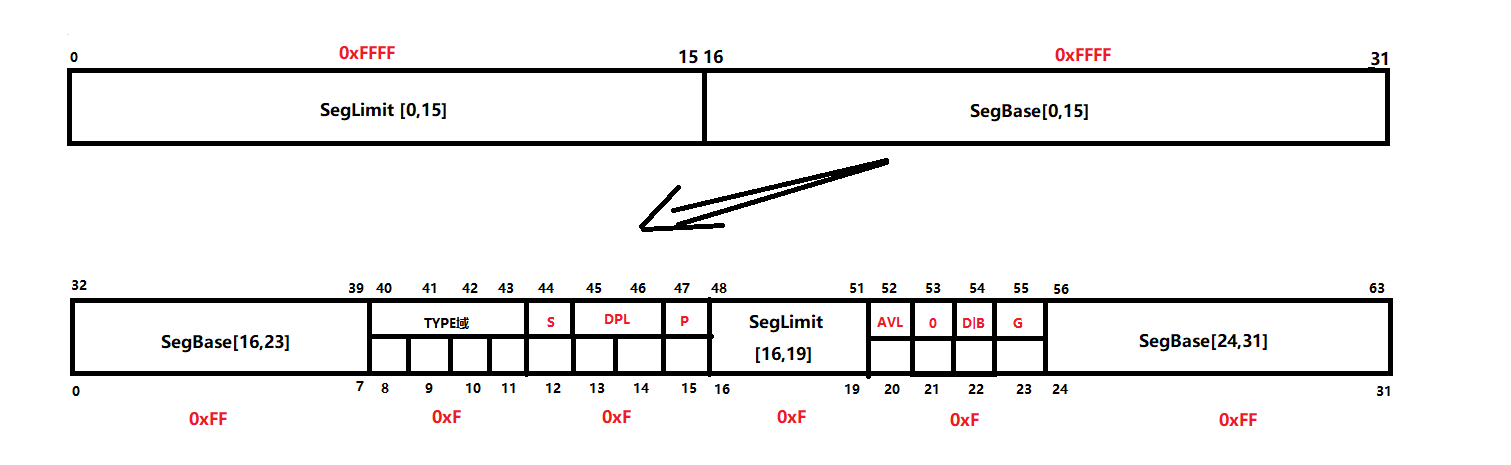 0 0xFFFF 15 16 0xFFFF 31
SegLimit [0,15] SegBase[0,15]
32 39 40 41 42 43 44 45 46 47 48 51 52 53 54 55 56 63
SegBase[16,23] TYPE域 S DPL P SegLimit AVL 0 D|B G SegBase[24,31]
[16,19]
0 7 8 9 10 11 12 13 14 15 16 19 20 21 22 23 24 31
0xFF 0xF 0xF 0xF 0xF 0xFF